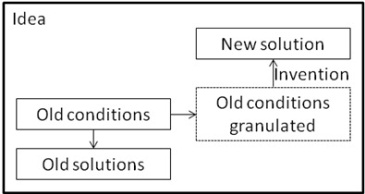 Idea
New solution
Invention
Old conditions
Old conditions
granulated
Old solutions